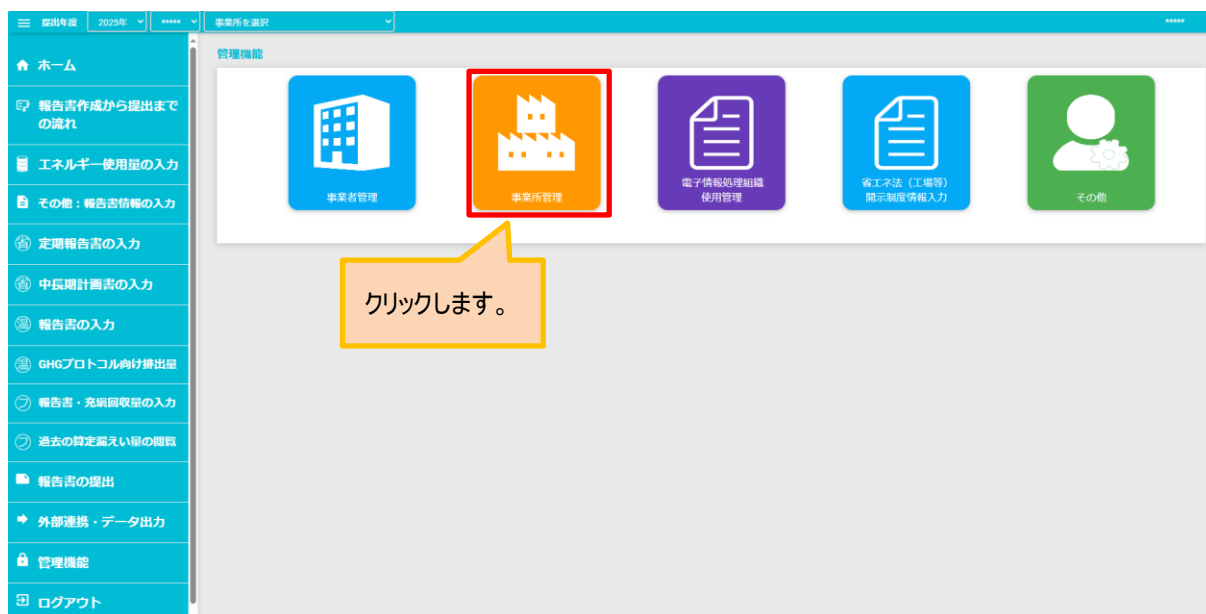 提出年度 2025年 ***** 事業所を選択 *****
ホーム
報告書作成から提出まで
の流れ
エネルギー使用量の入力
その他：報告書情報の入力
省 定期報告書の入力
省 中長期計画書の入力
温 報告書の入力
温 GHGプロトコル向け排出量
フ 報告書・充填回収量の入力
フ 過去の算定漏えい量の閲覧
報告書の提出
外部連携・データ出力
管理機能
ログアウト
管理機能
事業者管理
事業所管理
電子情報処理組織
使用管理
省エネ法（工場等）
開示制度情報入力
その他
クリックします。